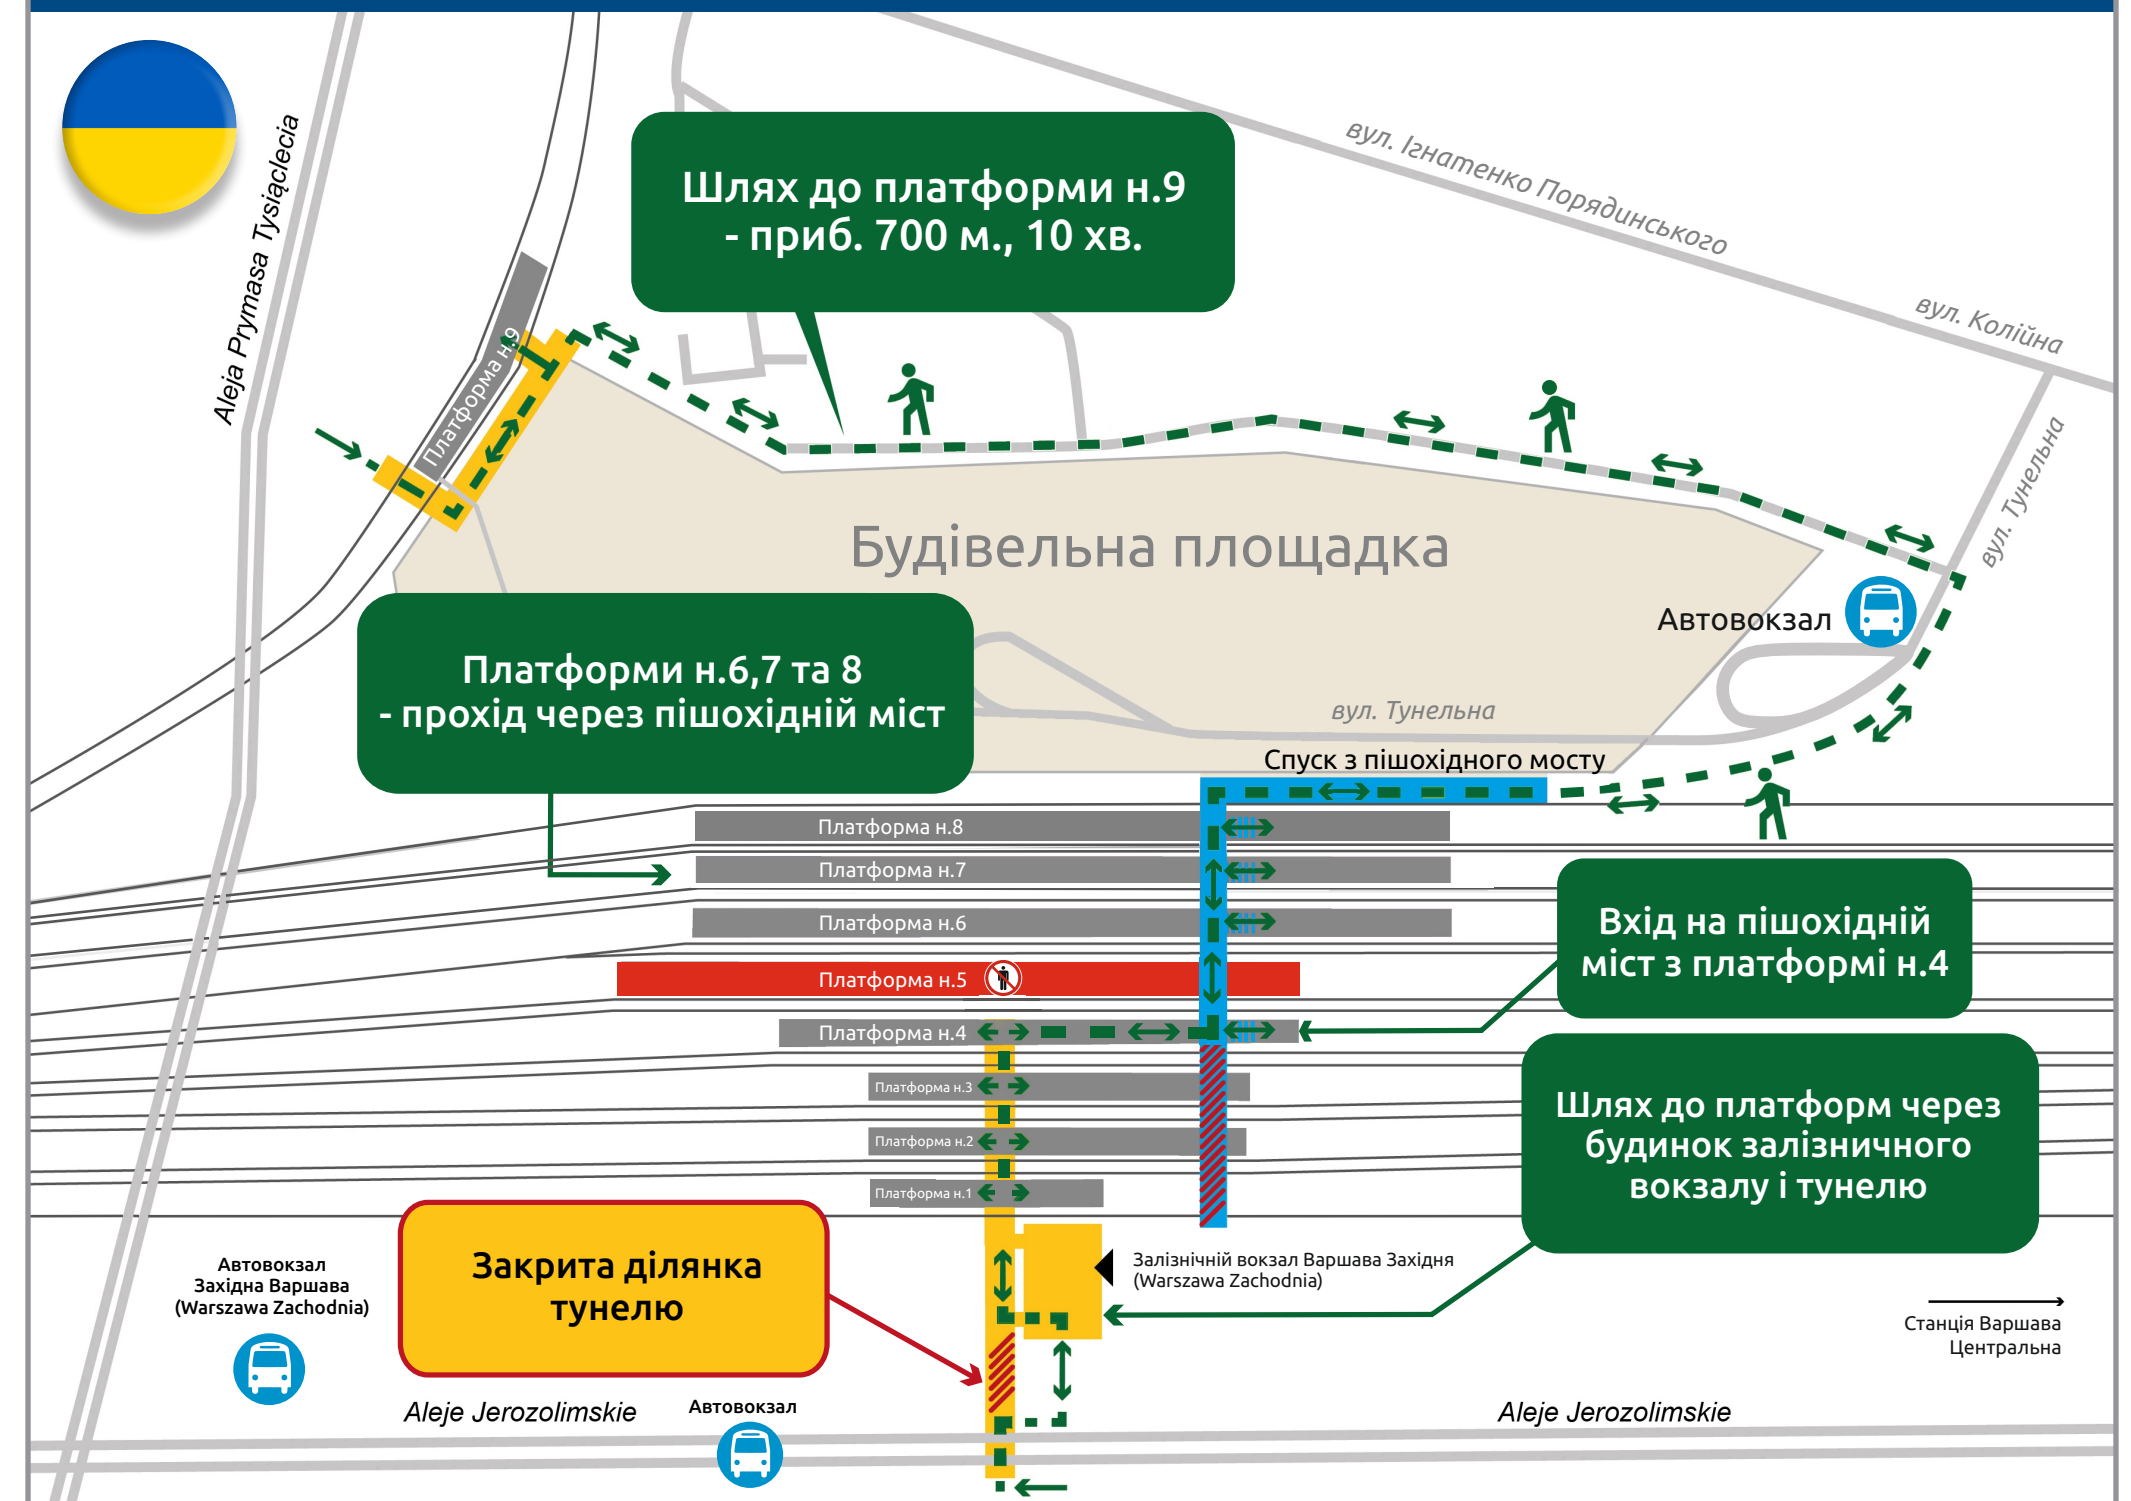 Aleja Prymasa Tysiąclecia
Шлях до платформи н.9
- приб. 700 м., 10 хв.
вул. Ігнатенко Порядинського
вул. Колійна
вул. Тунельна
Платформа н.9
Будівельна площадка
Автовокзал
Платформи н.6,7 та 8
- прохід через пішохідній міст
вул. Тунельна
Спуск з пішохідного мосту
Платформа н.8
Платформа н.7
Платформа н.6
Вхід на пішохідній
міст з платформі н.4
Платформа н.5
Платформа н.4
Платформа н.3
Платформа н.2
Платформа н.1
Шлях до платформ через
будинок залізничного
вокзалу і тунелю
Закрита ділянка
тунелю
Автовокзал
Західна Варшава
(Warszawa Zachodnia)
Залізнічній вокзал Варшава Західня
(Warszawa Zachodnia)
Станція Варшава
Центральна
Aleje Jerozolimskie
Автовокзал
Aleje Jerozolimskie